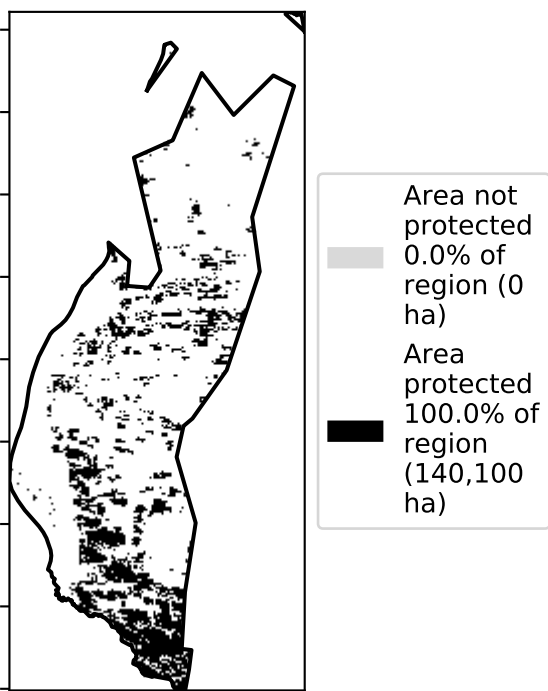 Area not
protected
0.0% of
region (0
ha)
Area
protected
100.0% of
region
(140,100
ha)